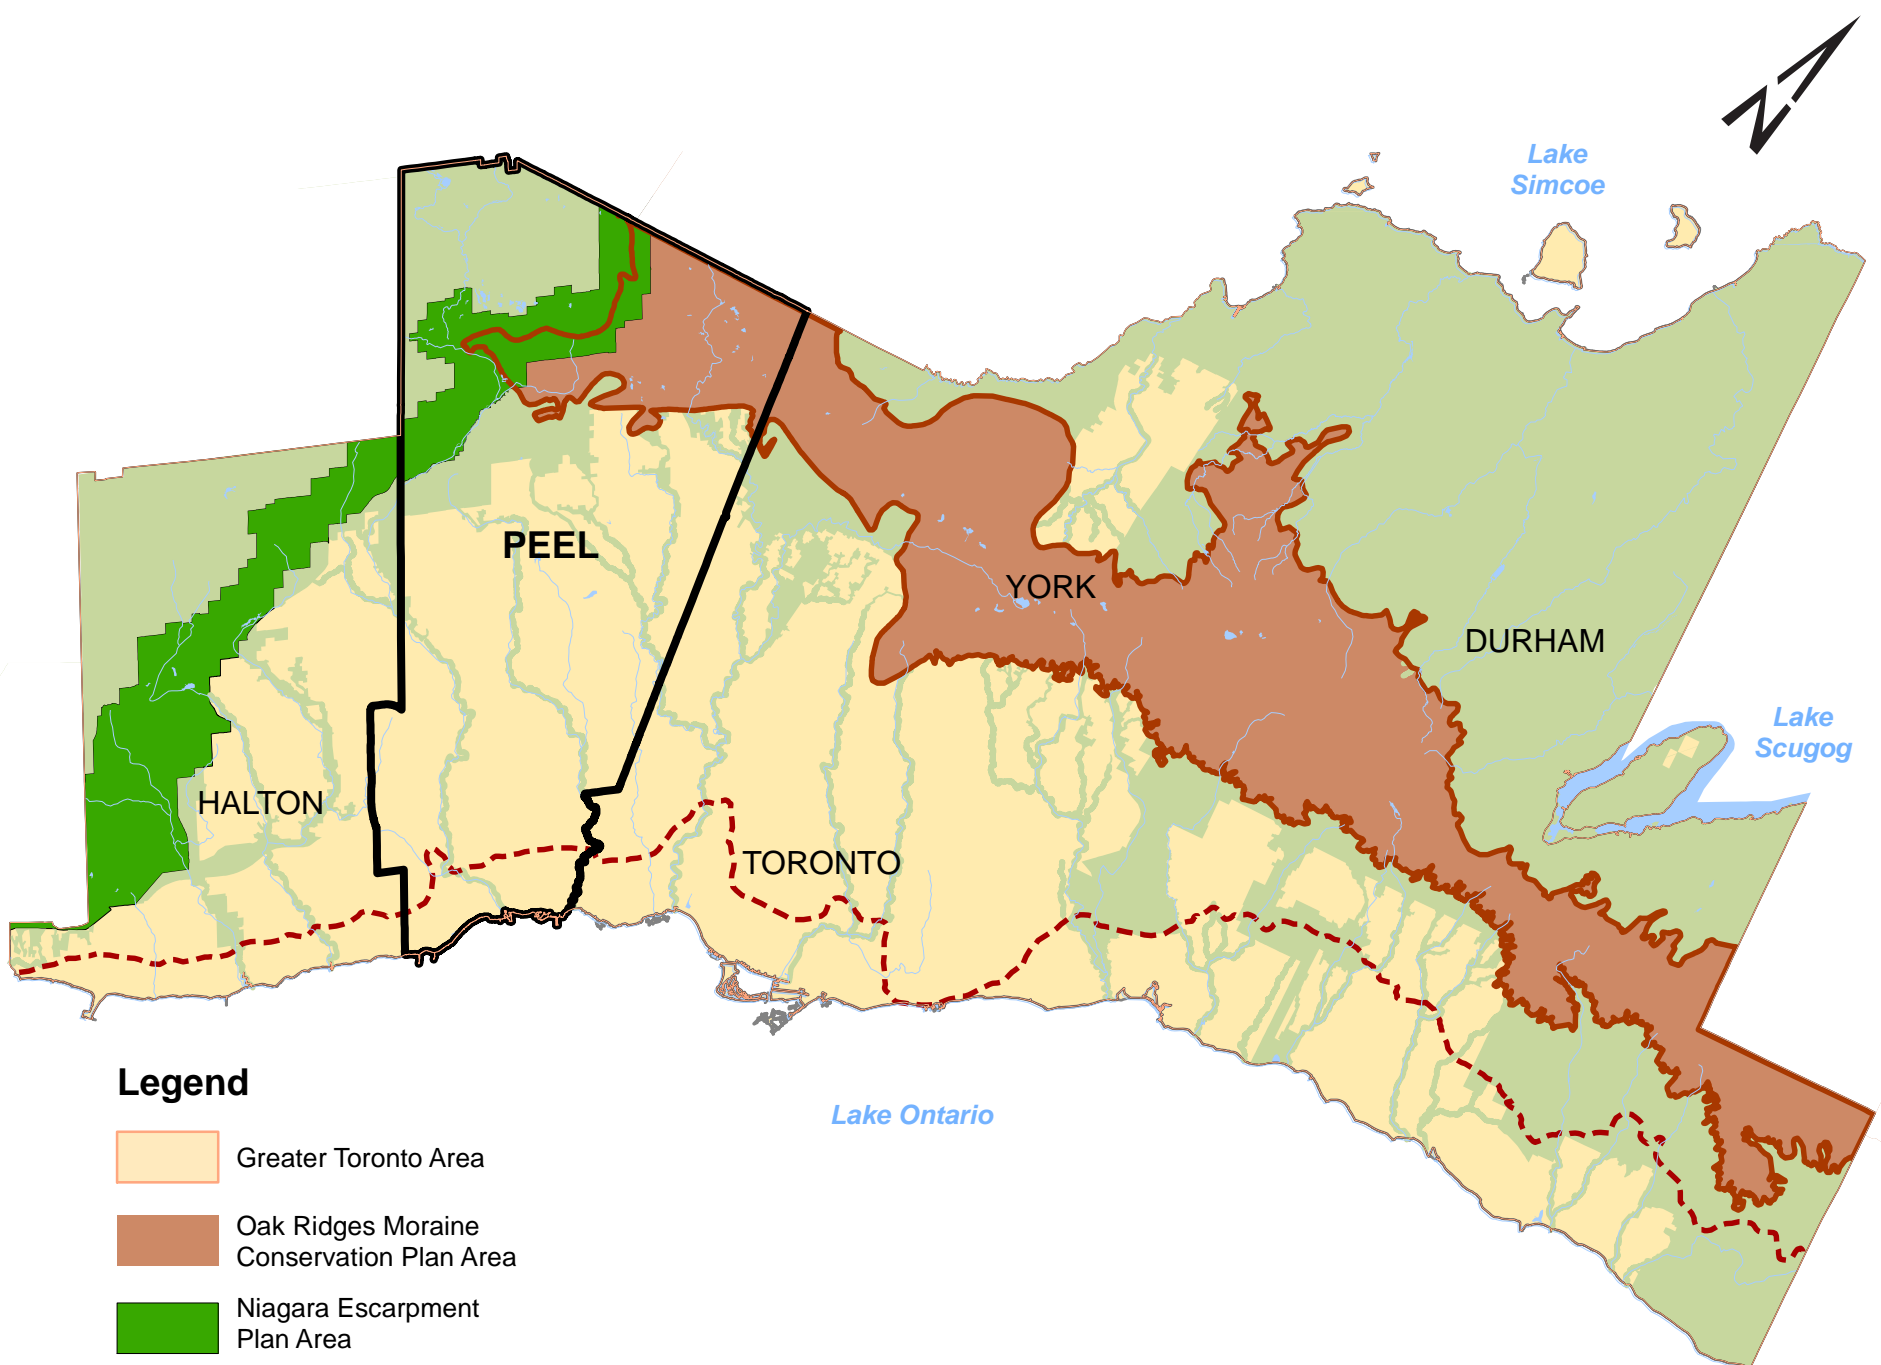 N
Lake
Simcoe
PEEL
YORK
DURHAM
Lake
Scugog
HALTON
TORONTO
Lake Ontario
Legend
Greater Toronto Area
Oak Ridges Moraine
Conservation Plan Area
Niagara Escarpment
Plan Area